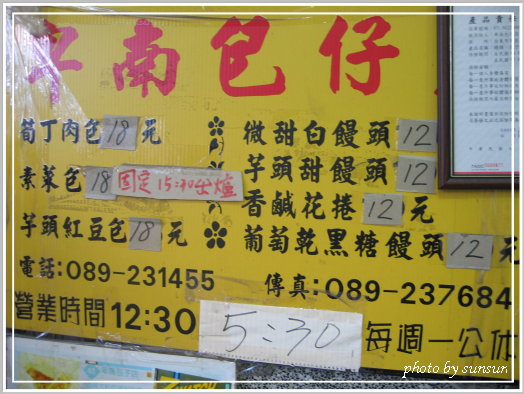 江南包仔
筍丁肉包18元
微甜白饅頭12
素菜包18固定15:30出爐
芋頭甜饅頭12
香鹹花捲12元
芋頭紅豆包18元
葡萄乾黑糖饅頭12元
電話:089-231455
傳真:089-237684
營業時間12:30 5:30 每週一公休
photo by sunsun